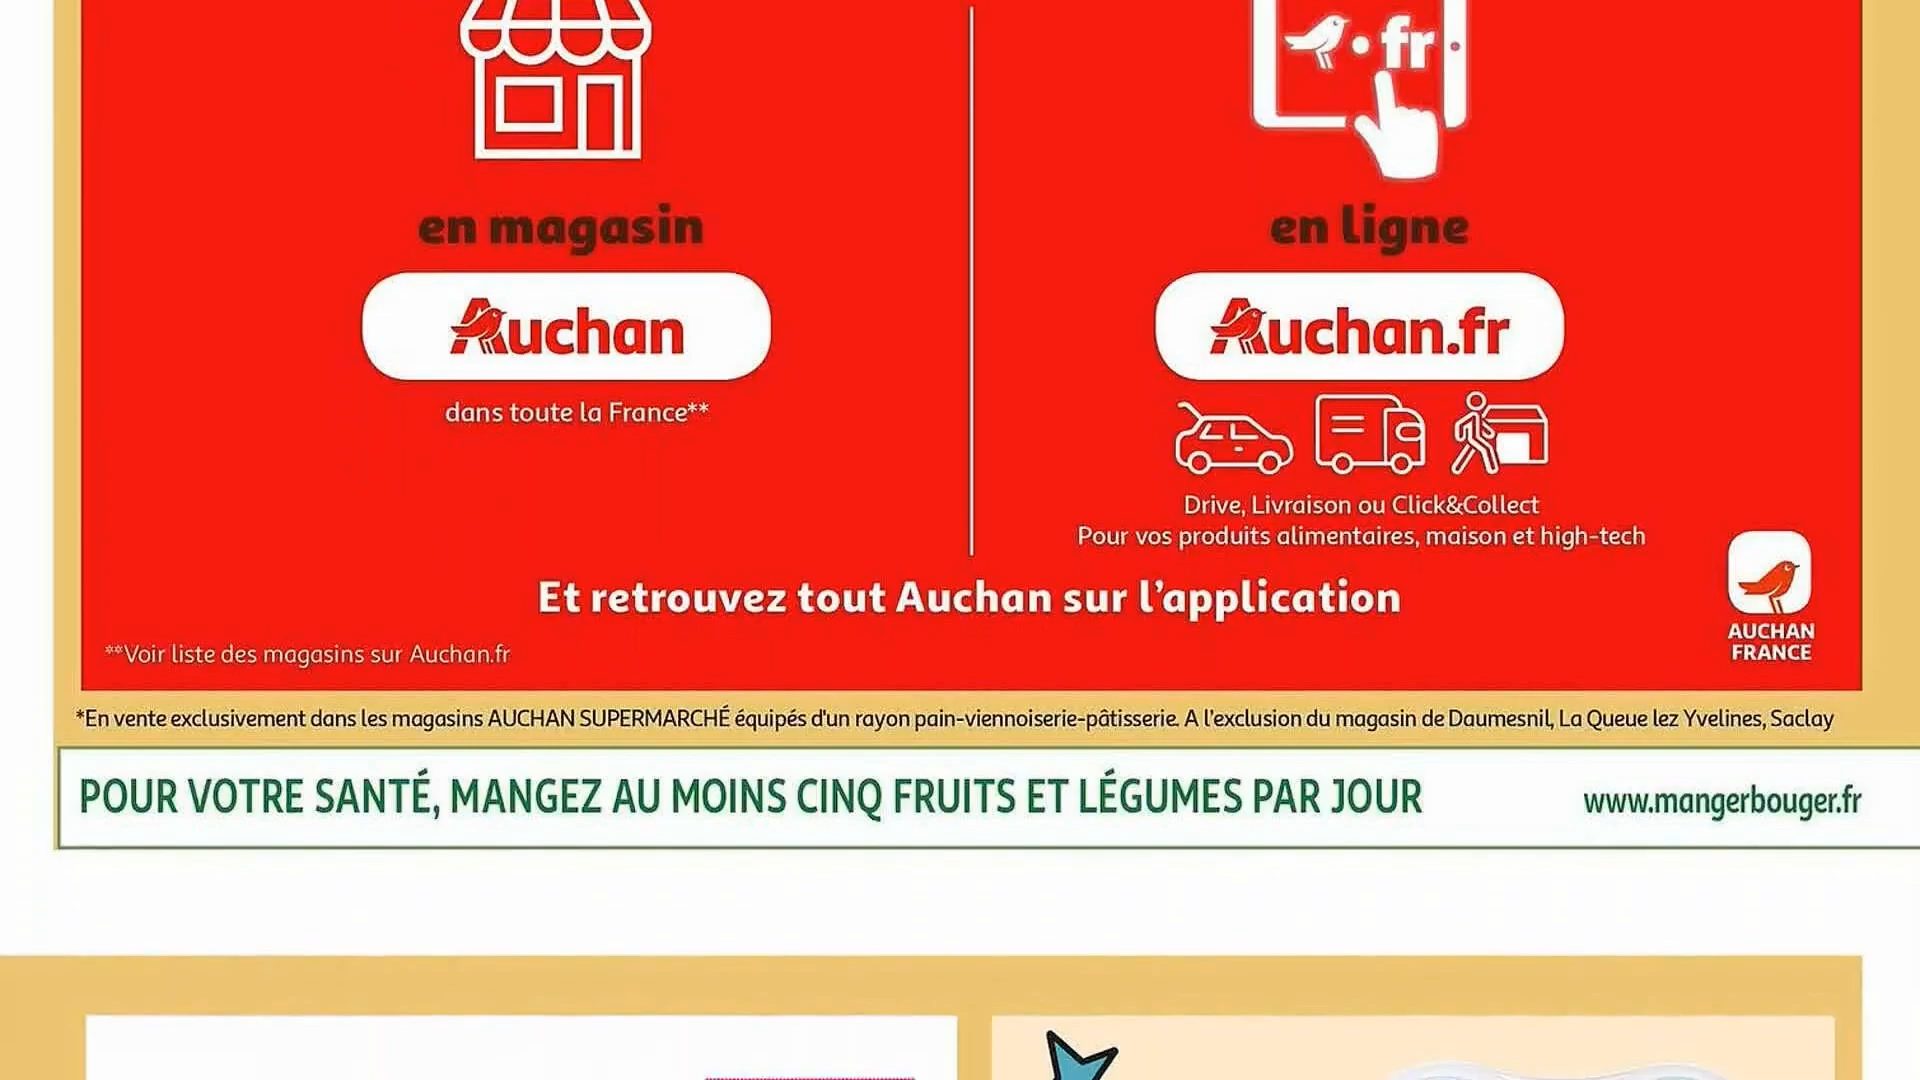 .fr
en magasin
en ligne
Auchan
Auchan.fr
dans toute la France**
Drive, Livraison ou Click&Collect
Pour vos produits alimentaires, maison et high-tech
Et retrouvez tout Auchan sur l'application
AUCHAN
FRANCE
**Voir liste des magasins sur Auchan.fr
*En vente exclusivement dans les magasins AUCHAN SUPERMARCHÉ équipés d'un rayon pain-viennoiserie-pâtisserie. A l'exclusion du magasin de Daumesnil, La Queue lez Yvelines, Saclay
POUR VOTRE SANTÉ, MANGEZ AU MOINS CINQ FRUITS ET LÉGUMES PAR JOUR
www.mangerbouger.fr